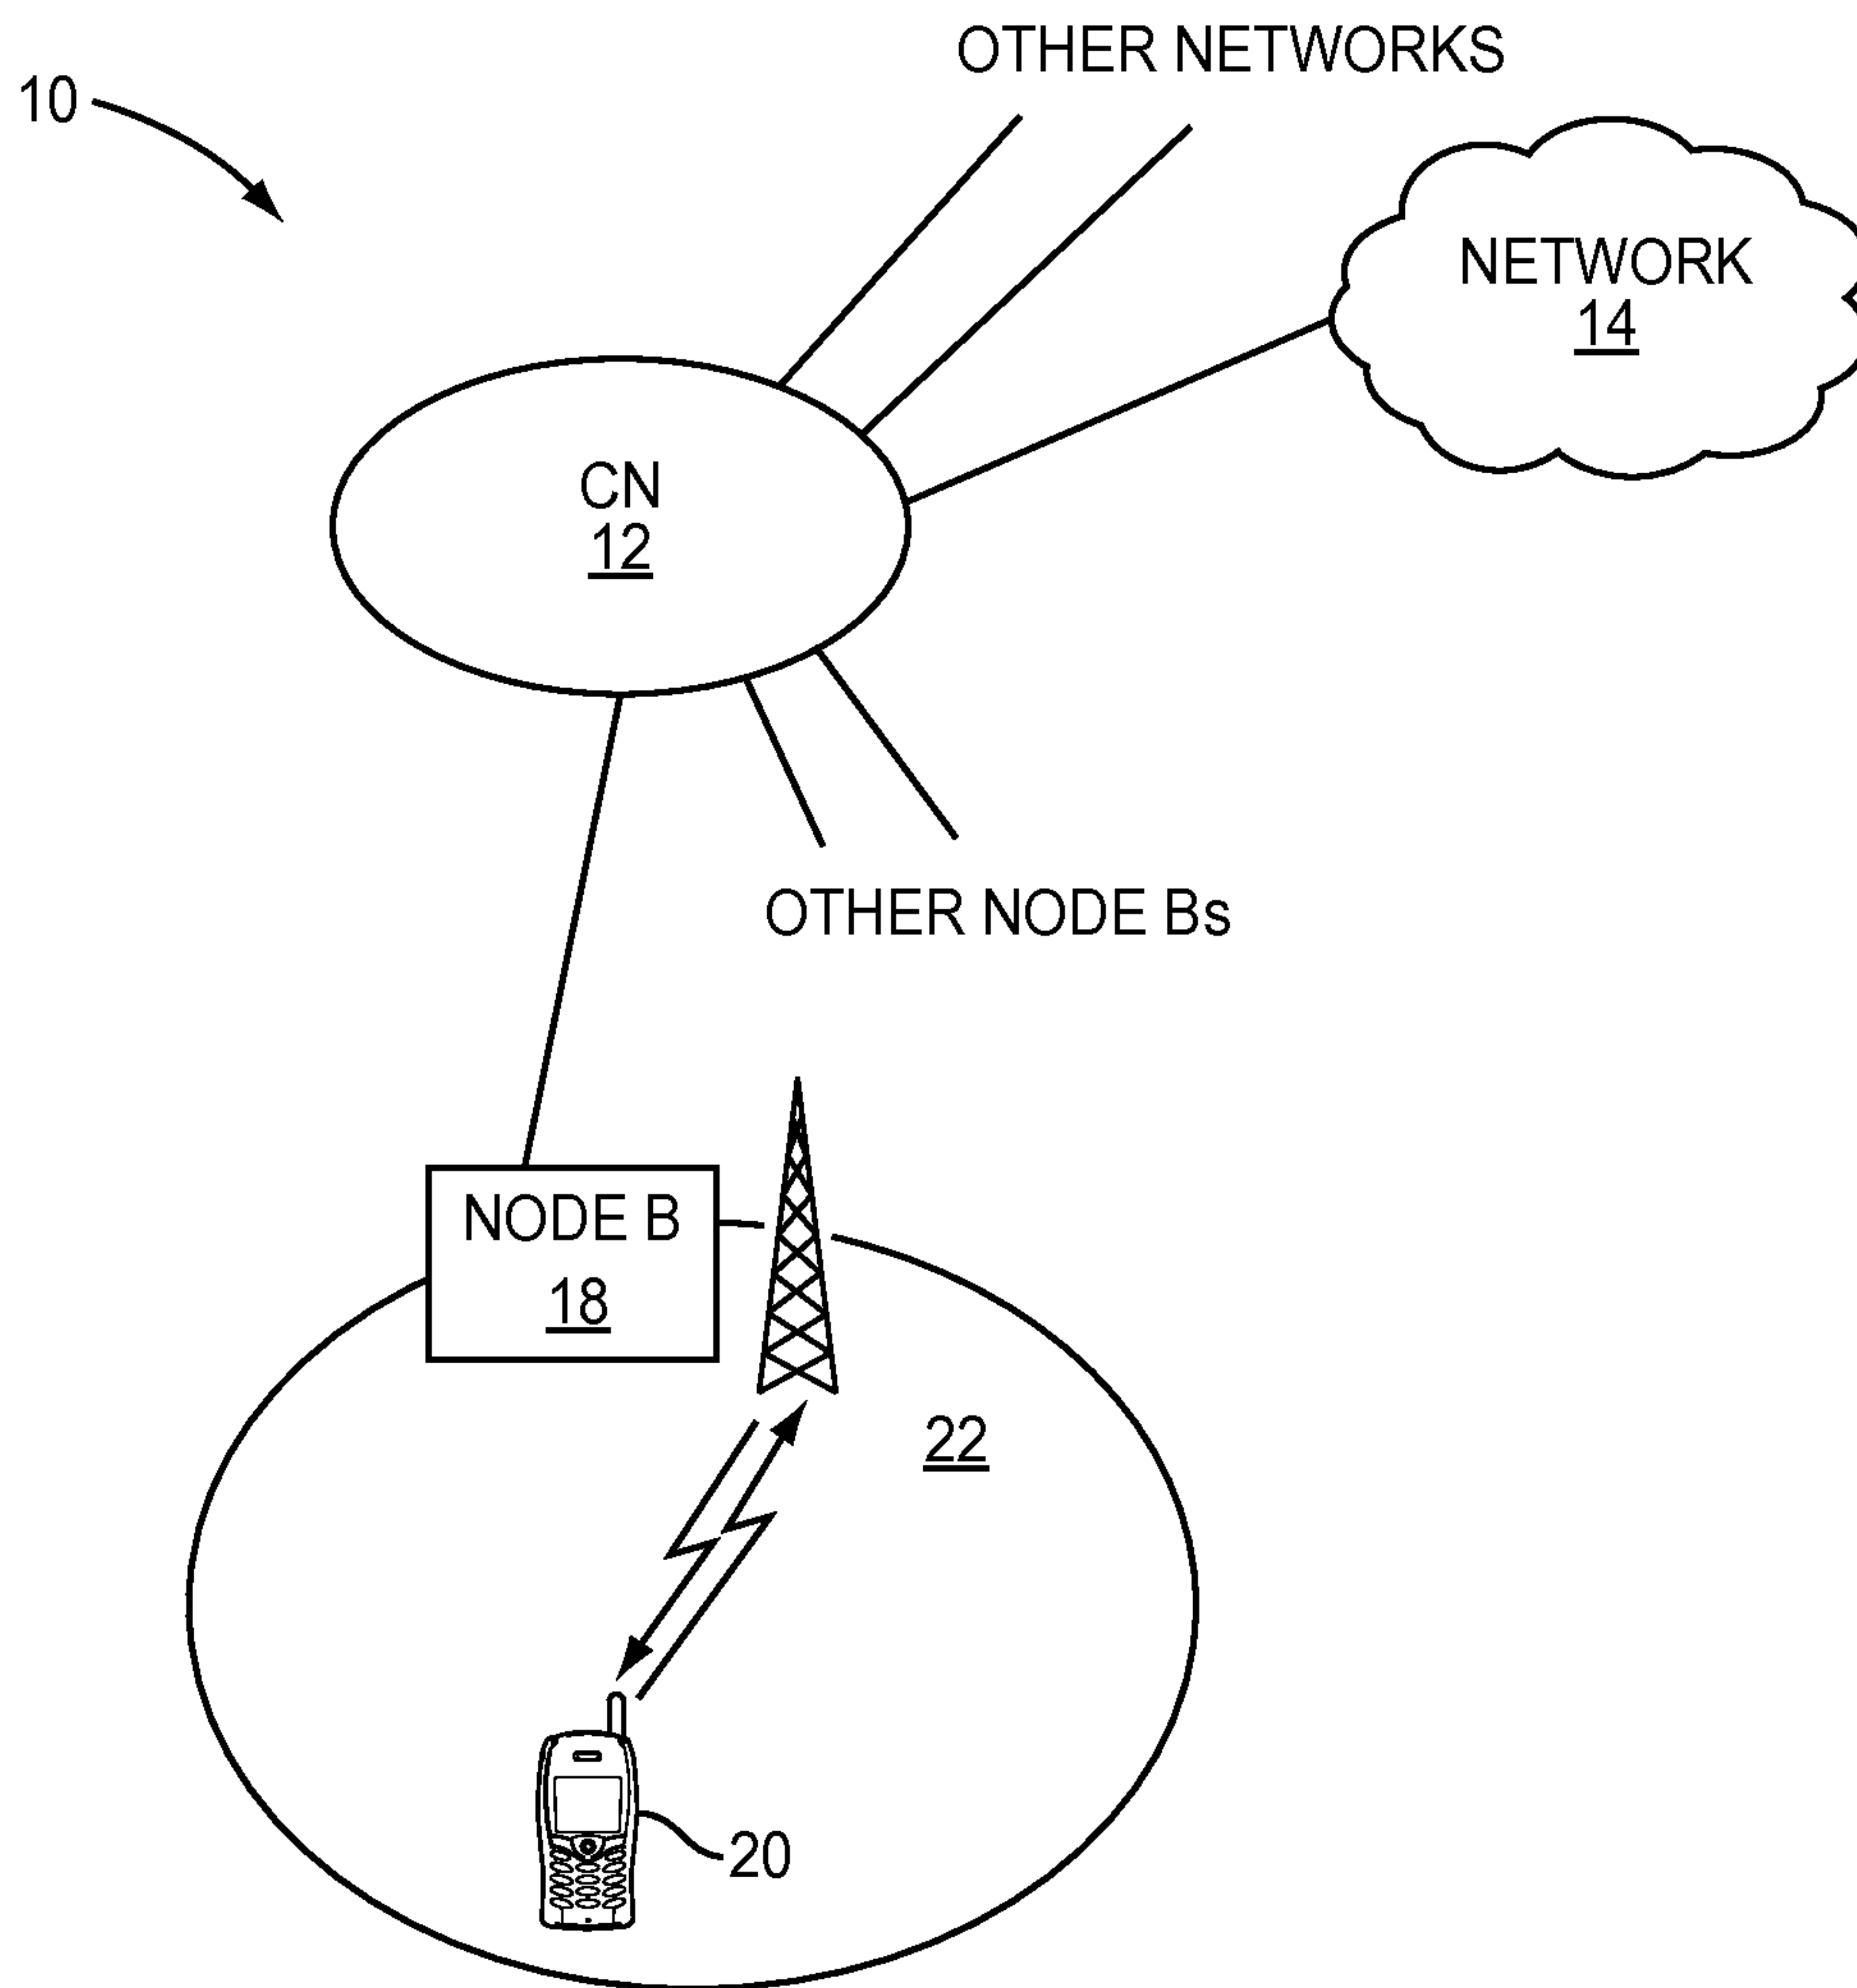 OTHER NETWORKS
10
NETWORK
14
CN
12
OTHER NODE Bs
NODE B
18
22
20